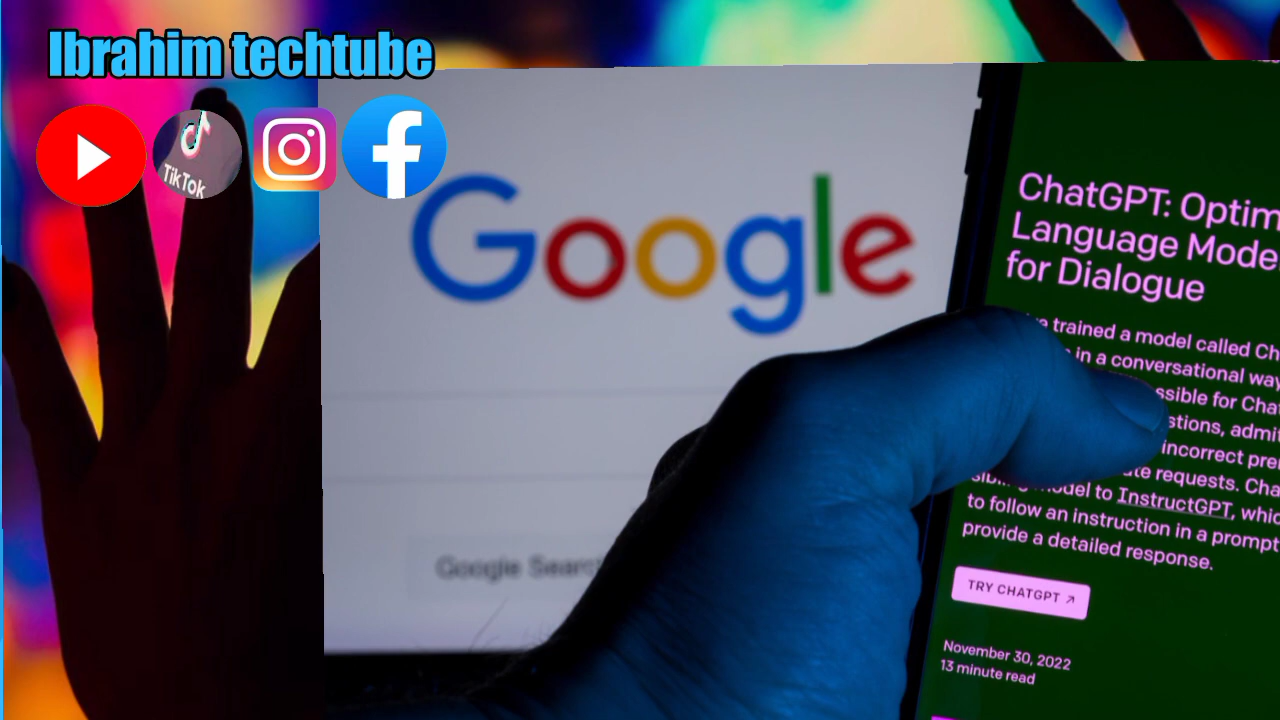 Ibrahim techtube
TikTok
Google
Google Search
ChatGPT: Optim
Language Mode
for Dialogue
trained a model called Ch
in a conversational way
ssible for Cha
stions, admit
incorrect pre
requests. Cha
model to InstructGPT, whic
to follow an instruction in a prompt
provide a detailed response.
TRY CHATGPT ↗
November 30, 2022
13 minute read